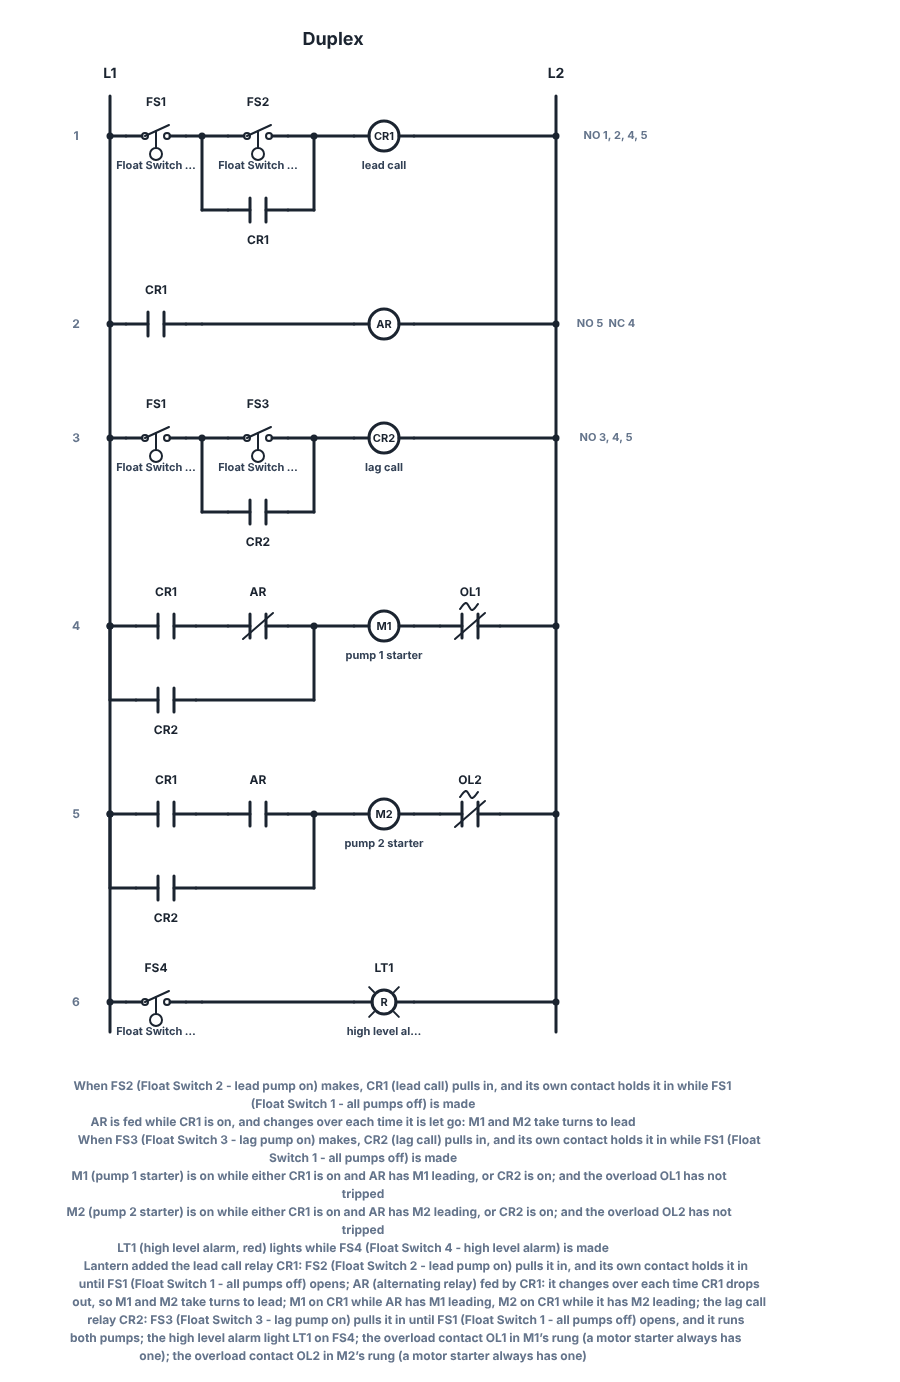 Duplex
L1 L2
FS1 FS2
1 CR1 NO 1, 2, 4, 5
Float Switch ... Float Switch ... lead call
CR1
CR1
2 AR NO 5 NC 4
FS1 FS3
3 CR2 NO 3, 4, 5
Float Switch ... Float Switch ... lag call
CR2
CR1 AR OL1
4 M1
pump 1 starter
CR2
CR1 AR OL2
5 M2
pump 2 starter
CR2
FS4 LT1
6 R
Float Switch ... high level al...
When FS2 (Float Switch 2 - lead pump on) makes, CR1 (lead call) pulls in, and its own contact holds it in while FS1
(Float Switch 1 - all pumps off) is made
AR is fed while CR1 is on, and changes over each time it is let go: M1 and M2 take turns to lead
When FS3 (Float Switch 3 - lag pump on) makes, CR2 (lag call) pulls in, and its own contact holds it in while FS1 (Float
Switch 1 - all pumps off) is made
M1 (pump 1 starter) is on while either CR1 is on and AR has M1 leading, or CR2 is on; and the overload OL1 has not
tripped
M2 (pump 2 starter) is on while either CR1 is on and AR has M2 leading, or CR2 is on; and the overload OL2 has not
tripped
LT1 (high level alarm, red) lights while FS4 (Float Switch 4 - high level alarm) is made
Lantern added the lead call relay CR1: FS2 (Float Switch 2 - lead pump on) pulls it in, and its own contact holds it in
until FS1 (Float Switch 1 - all pumps off) opens; AR (alternating relay) fed by CR1: it changes over each time CR1 drops
out, so M1 and M2 take turns to lead; M1 on CR1 while AR has M1 leading, M2 on CR1 while it has M2 leading; the lag call
relay CR2: FS3 (Float Switch 3 - lag pump on) pulls it in until FS1 (Float Switch 1 - all pumps off) opens, and it runs
both pumps; the high level alarm light LT1 on FS4; the overload contact OL1 in M1's rung (a motor starter always has
one); the overload contact OL2 in M2's rung (a motor starter always has one)